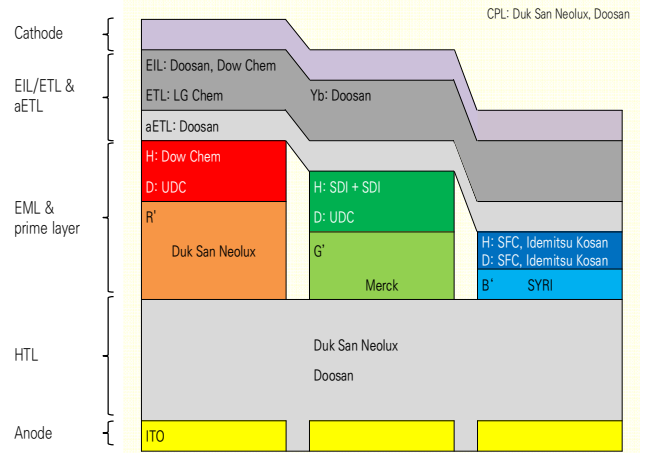 CPL: Duk San Neolux, Doosan
Cathode
EIL/ETL &
aETL
EIL: Doosan, Dow Chem
ETL: LG Chem
Yb: Doosan
aETL: Doosan
EML &
prime layer
H: Dow Chem
D: UDC
R'
Duk San Neolux
H: SDI + SDI
D: UDC
G'
Merck
H: SFC, Idemitsu Kosan
D: SFC, Idemitsu Kosan
B' SYRI
HTL
Duk San Neolux
Doosan
Anode
ITO